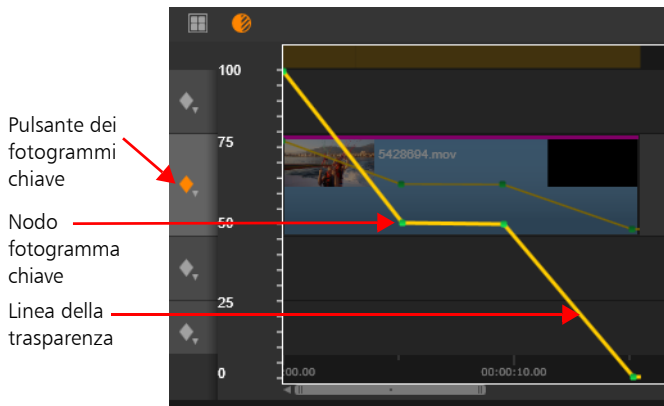 100
Pulsante dei
fotogrammi
chiave
75
5428694.mov
Nodo
fotogramma
chiave
50
Linea della
trasparenza
25
0
:00.00
00:00:10.00